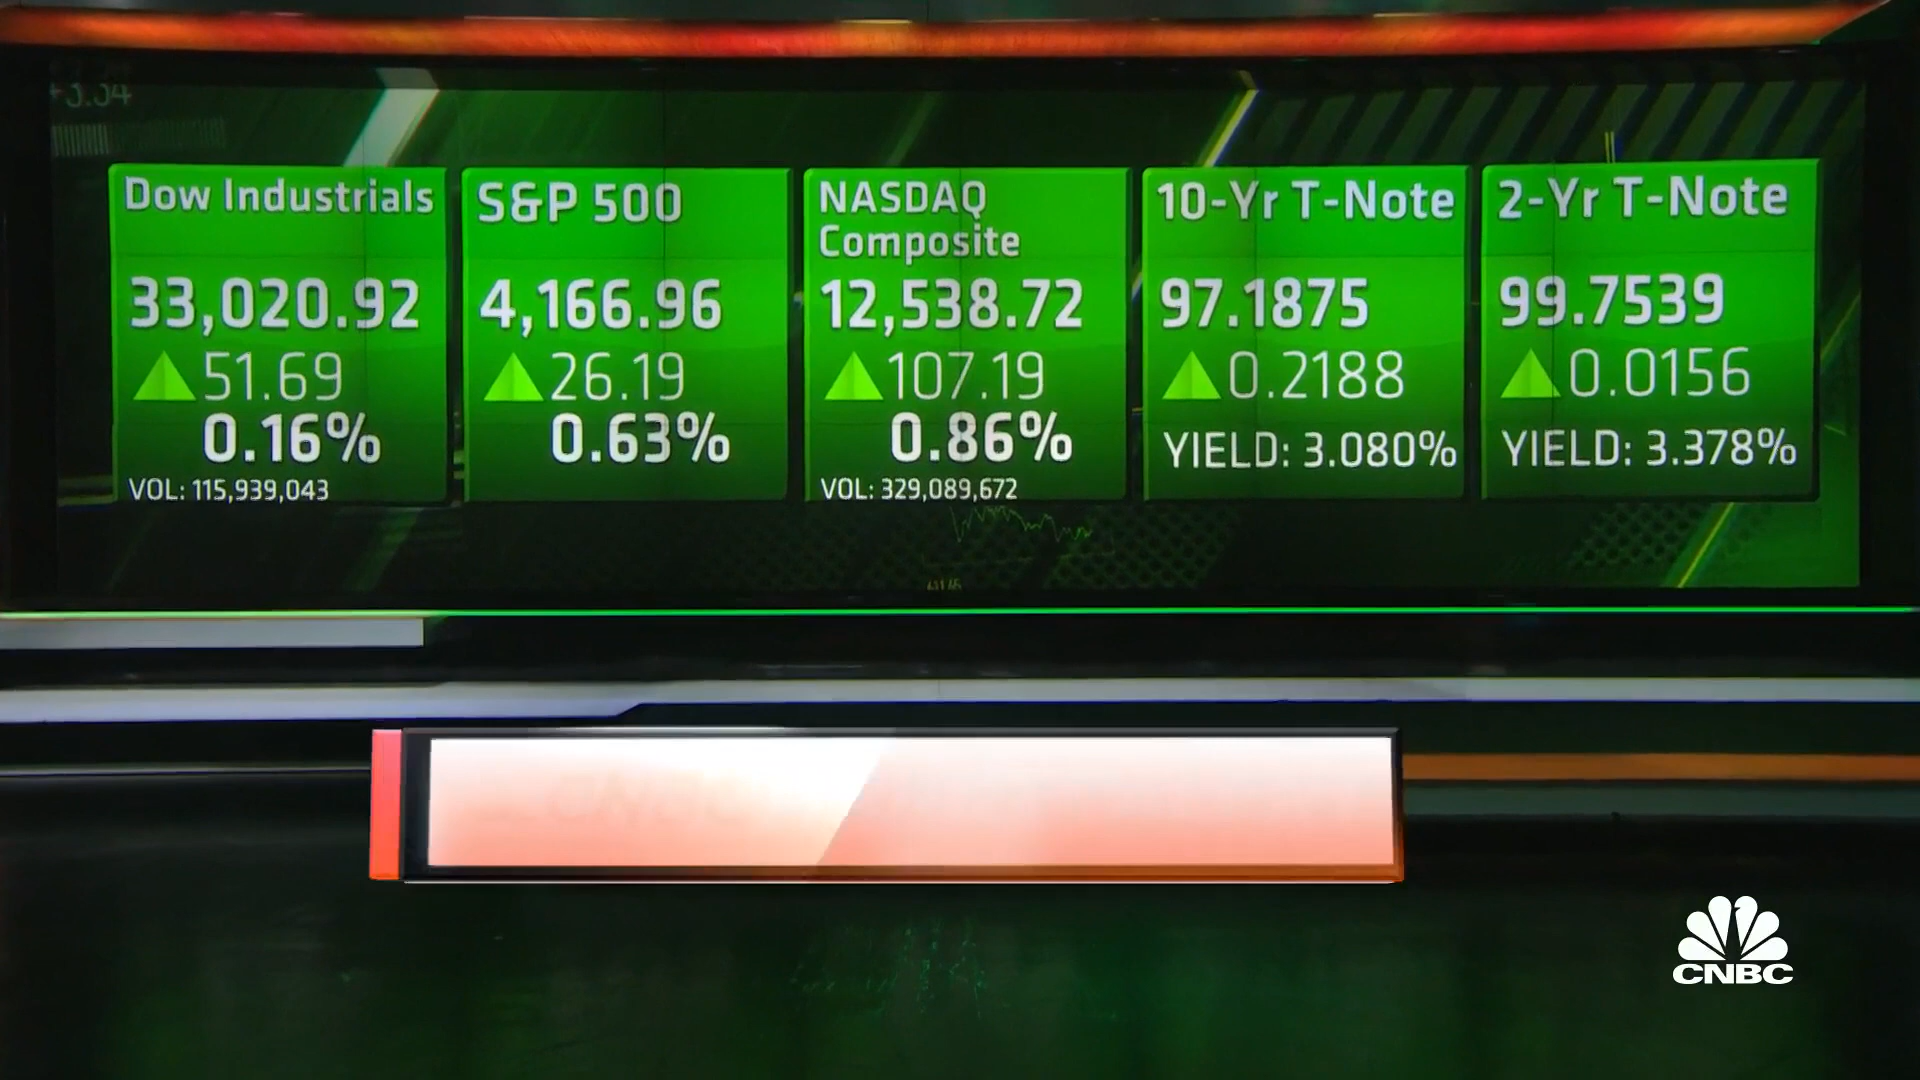 Dow Industrials
33,020.92
51.69
0.16%
VOL: 115,939,043
S&P 500
4,166.96
26.19
0.63%
NASDAQ
Composite
12,538.72
107.19
0.86%
VOL: 329,089,672
10-Yr T-Note
97.1875
0.2188
YIELD: 3.080%
2-Yr T-Note
99.7539
0.0156
YIELD: 3.378%
CNBC